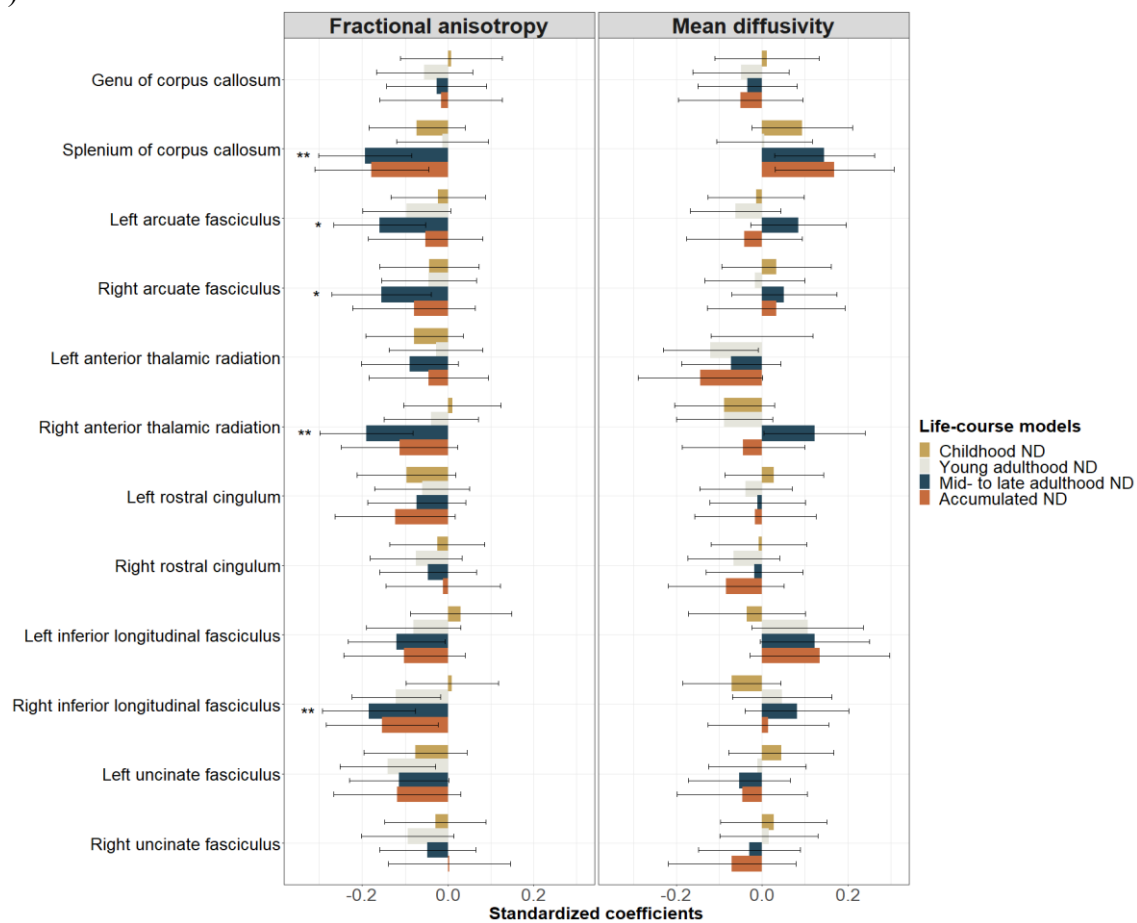 )
Fractional anisotropy
Mean diffusivity
Genu of corpus callosum
Splenium of corpus callosum
**
Left arcuate fasciculus
*
Right arcuate fasciculus
*
Left anterior thalamic radiation
Right anterior thalamic radiation
**
Left rostral cingulum
Right rostral cingulum
Left inferior longitudinal fasciculus
Right inferior longitudinal fasciculus
**
Left uncinate fasciculus
Right uncinate fasciculus
-0.2 0.0 0.2
-0.2 0.0 0.2
Standardized coefficients
Life-course models
Childhood ND
Young adulthood ND
Mid- to late adulthood ND
Accumulated ND